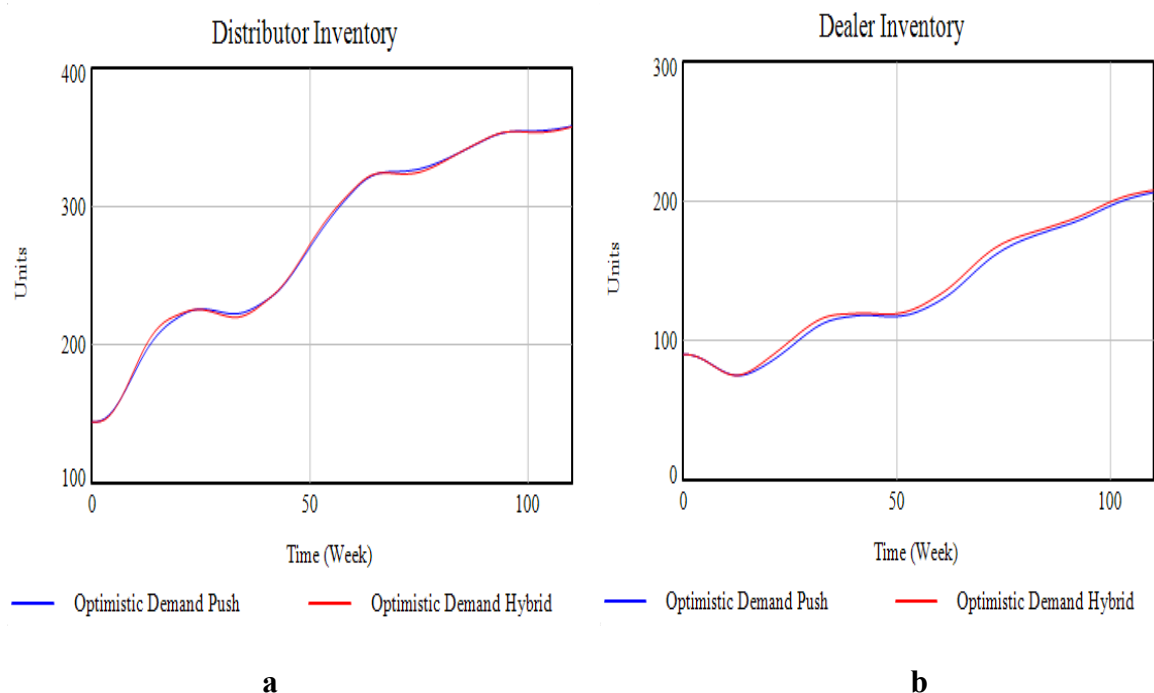 Distributor Inventory
400
300
200
100
Units
0 50 100
Time (Week)
Optimistic Demand Push Optimistic Demand Hybrid
a
Dealer Inventory
300
200
100
0
Units
0 50 100
Time (Week)
Optimistic Demand Push Optimistic Demand Hybrid
b